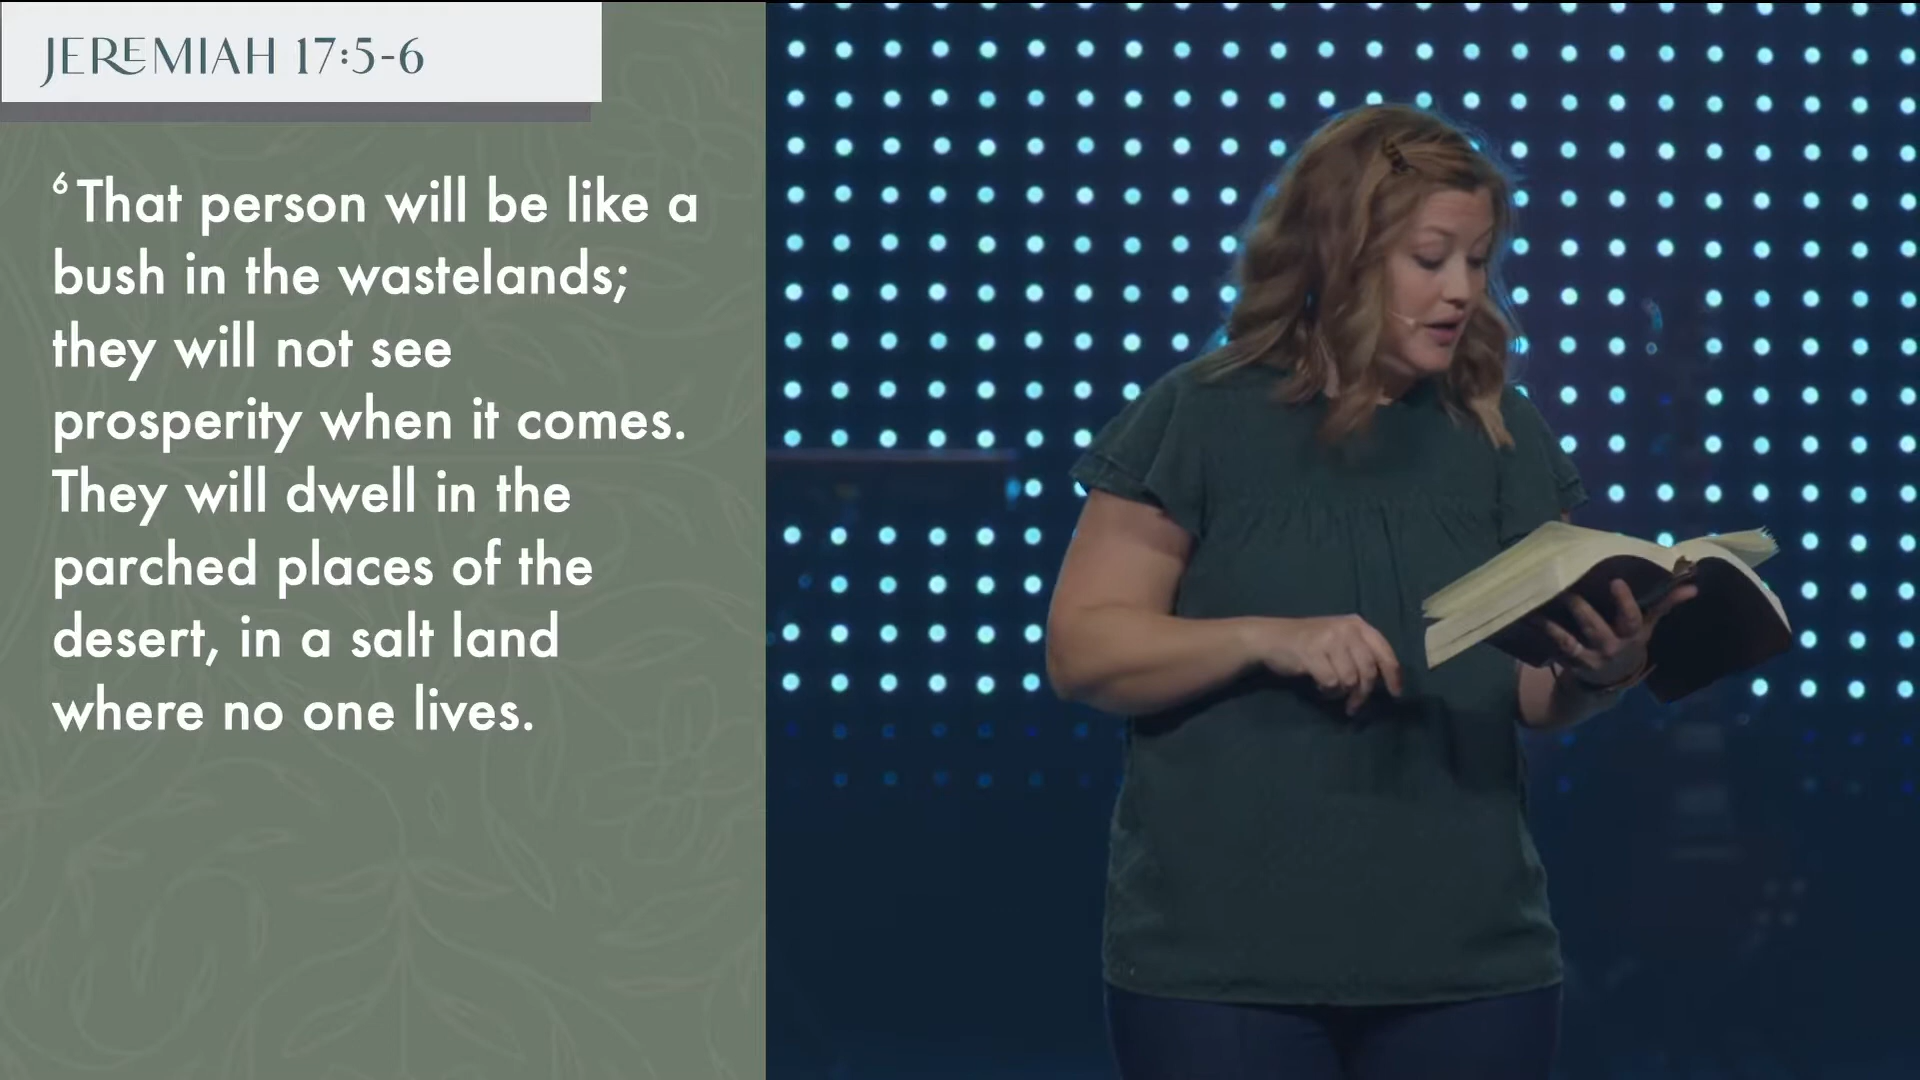 JEREMIAH 17:5-6
6 That person will be like a
bush in the wastelands;
they will not see
prosperity when it comes.
They will dwell in the
parched places of the
desert, in a salt land
where no one lives.